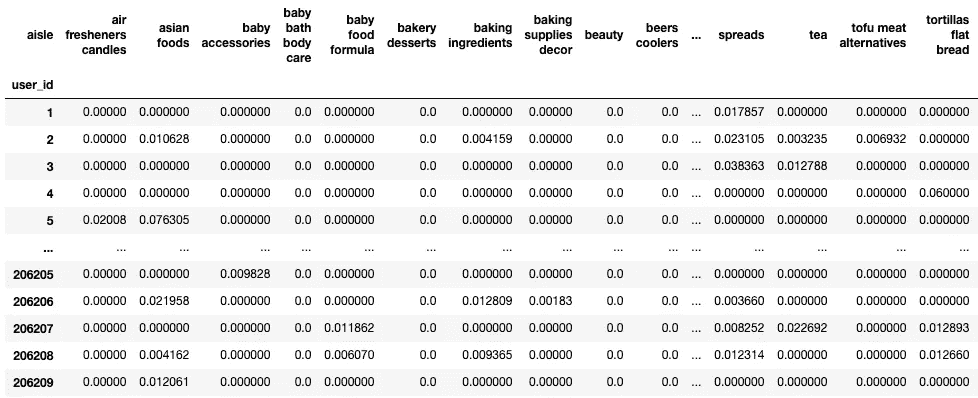 aisle air fresheners candles asian foods baby accessories baby bath body care baby food formula bakery desserts baking ingredients baking supplies decor beauty beers coolers ... spreads tea tofu meat alternatives tortillas flat bread
user_id
1 0.00000 0.000000 0.000000 0.0 0.000000 0.0 0.000000 0.00000 0.0 0.0 ... 0.017857 0.000000 0.000000 0.000000
2 0.00000 0.010628 0.000000 0.0 0.000000 0.0 0.004159 0.00000 0.0 0.0 ... 0.023105 0.003235 0.006932 0.000000
3 0.00000 0.000000 0.000000 0.0 0.000000 0.0 0.000000 0.00000 0.0 0.0 ... 0.038363 0.012788 0.000000 0.000000
4 0.00000 0.000000 0.000000 0.0 0.000000 0.0 0.000000 0.00000 0.0 0.0 ... 0.000000 0.000000 0.000000 0.060000
5 0.02008 0.076305 0.000000 0.0 0.000000 0.0 0.000000 0.00000 0.0 0.0 ... 0.000000 0.000000 0.000000 0.000000
... ... ... ... ... ... ... ... ... ... ... ... ... ... ... ...
206205 0.00000 0.000000 0.009828 0.0 0.000000 0.0 0.000000 0.00000 0.0 0.0 ... 0.000000 0.000000 0.000000 0.000000
206206 0.00000 0.021958 0.000000 0.0 0.000000 0.0 0.012809 0.00183 0.0 0.0 ... 0.003660 0.000000 0.000000 0.000000
206207 0.00000 0.000000 0.000000 0.0 0.011862 0.0 0.000000 0.00000 0.0 0.0 ... 0.008252 0.022692 0.000000 0.012893
206208 0.00000 0.004162 0.000000 0.0 0.006070 0.0 0.009365 0.00000 0.0 0.0 ... 0.012314 0.000000 0.000000 0.012660
206209 0.00000 0.012061 0.000000 0.0 0.000000 0.0 0.000000 0.00000 0.0 0.0 ... 0.000000 0.000000 0.000000 0.000000